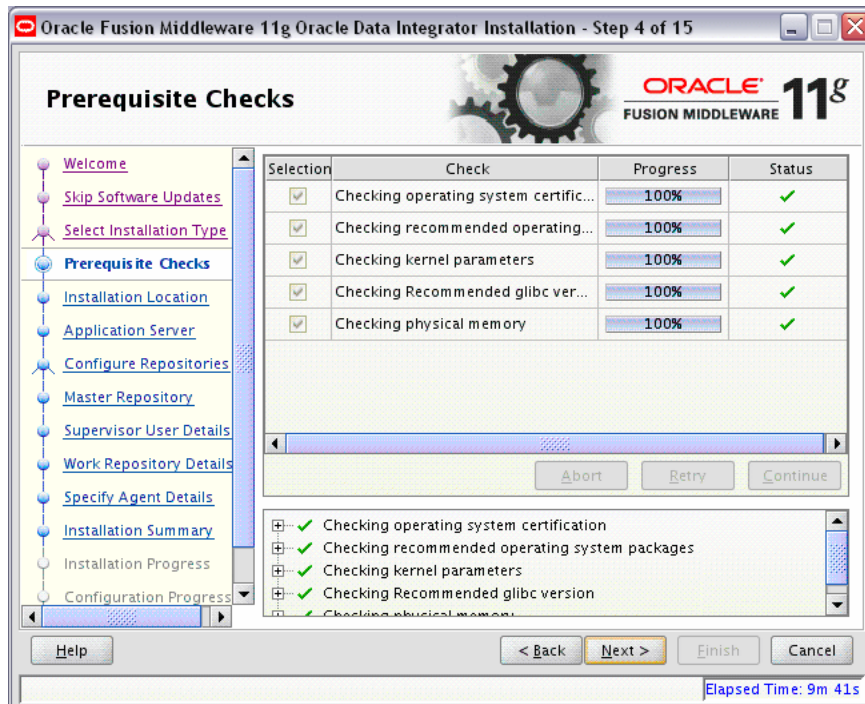 Oracle Fusion Middleware 11g Oracle Data Integrator Installation - Step 4 of 15
Prerequisite Checks
ORACLE
FUSION MIDDLEWARE
11g
Welcome
Skip Software Updates
Select Installation Type
Prerequisite Checks
Installation Location
Application Server
Configure Repositories
Master Repository
Supervisor User Details
Work Repository Details
Specify Agent Details
Installation Summary
Installation Progress
Configuration Progress
Selection Check Progress Status
Checking operating system certific... 100%
Checking recommended operating... 100%
Checking kernel parameters 100%
Checking Recommended glibc ver... 100%
Checking physical memory 100%
Abort Retry Continue
Checking operating system certification
Checking recommended operating system packages
Checking kernel parameters
Checking Recommended glibc version
Checking physical memory
Help < Back Next > Finish Cancel
Elapsed Time: 9m 41s